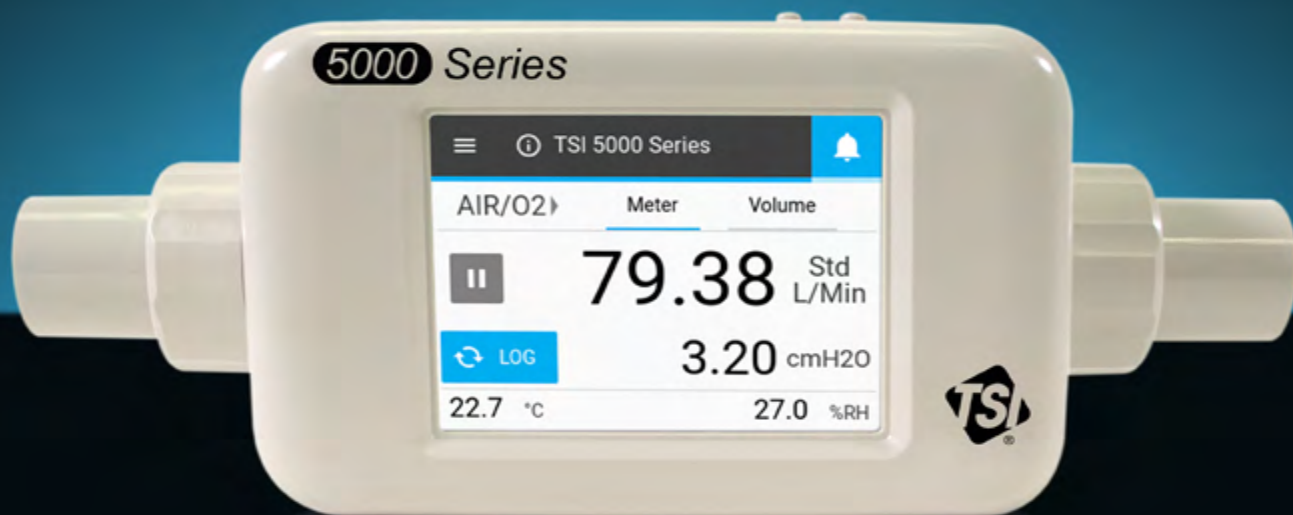 5000 Series
TSI 5000 Series
AIR/O2 Meter Volume
79.38 Std L/Min
LOG 3.20 cmH2O
22.7 °C 27.0 %RH
TSI ®